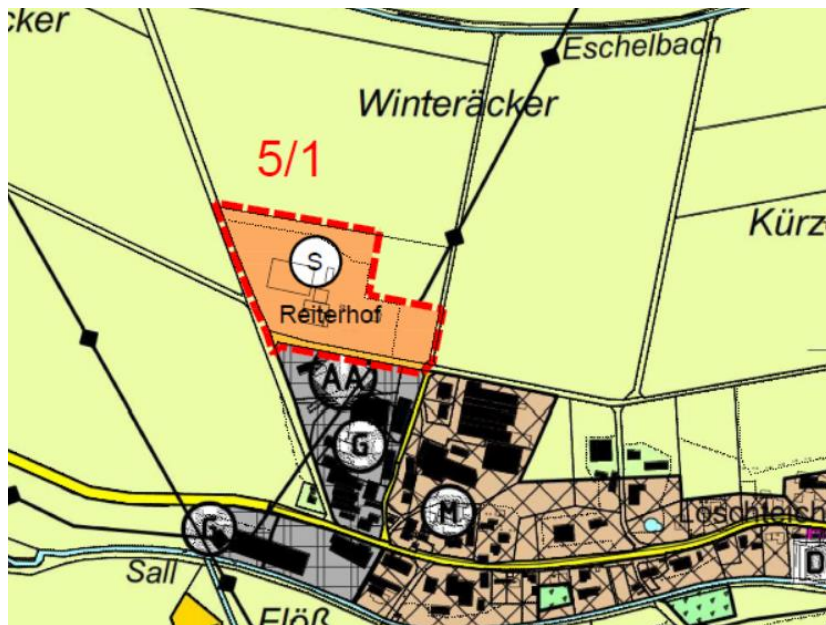 cker
Eschelbach
Winteräcker
5/1
Kürz
S
Reiterhof
AA
G
M
Löschteich
G
D
Sall
Flöß